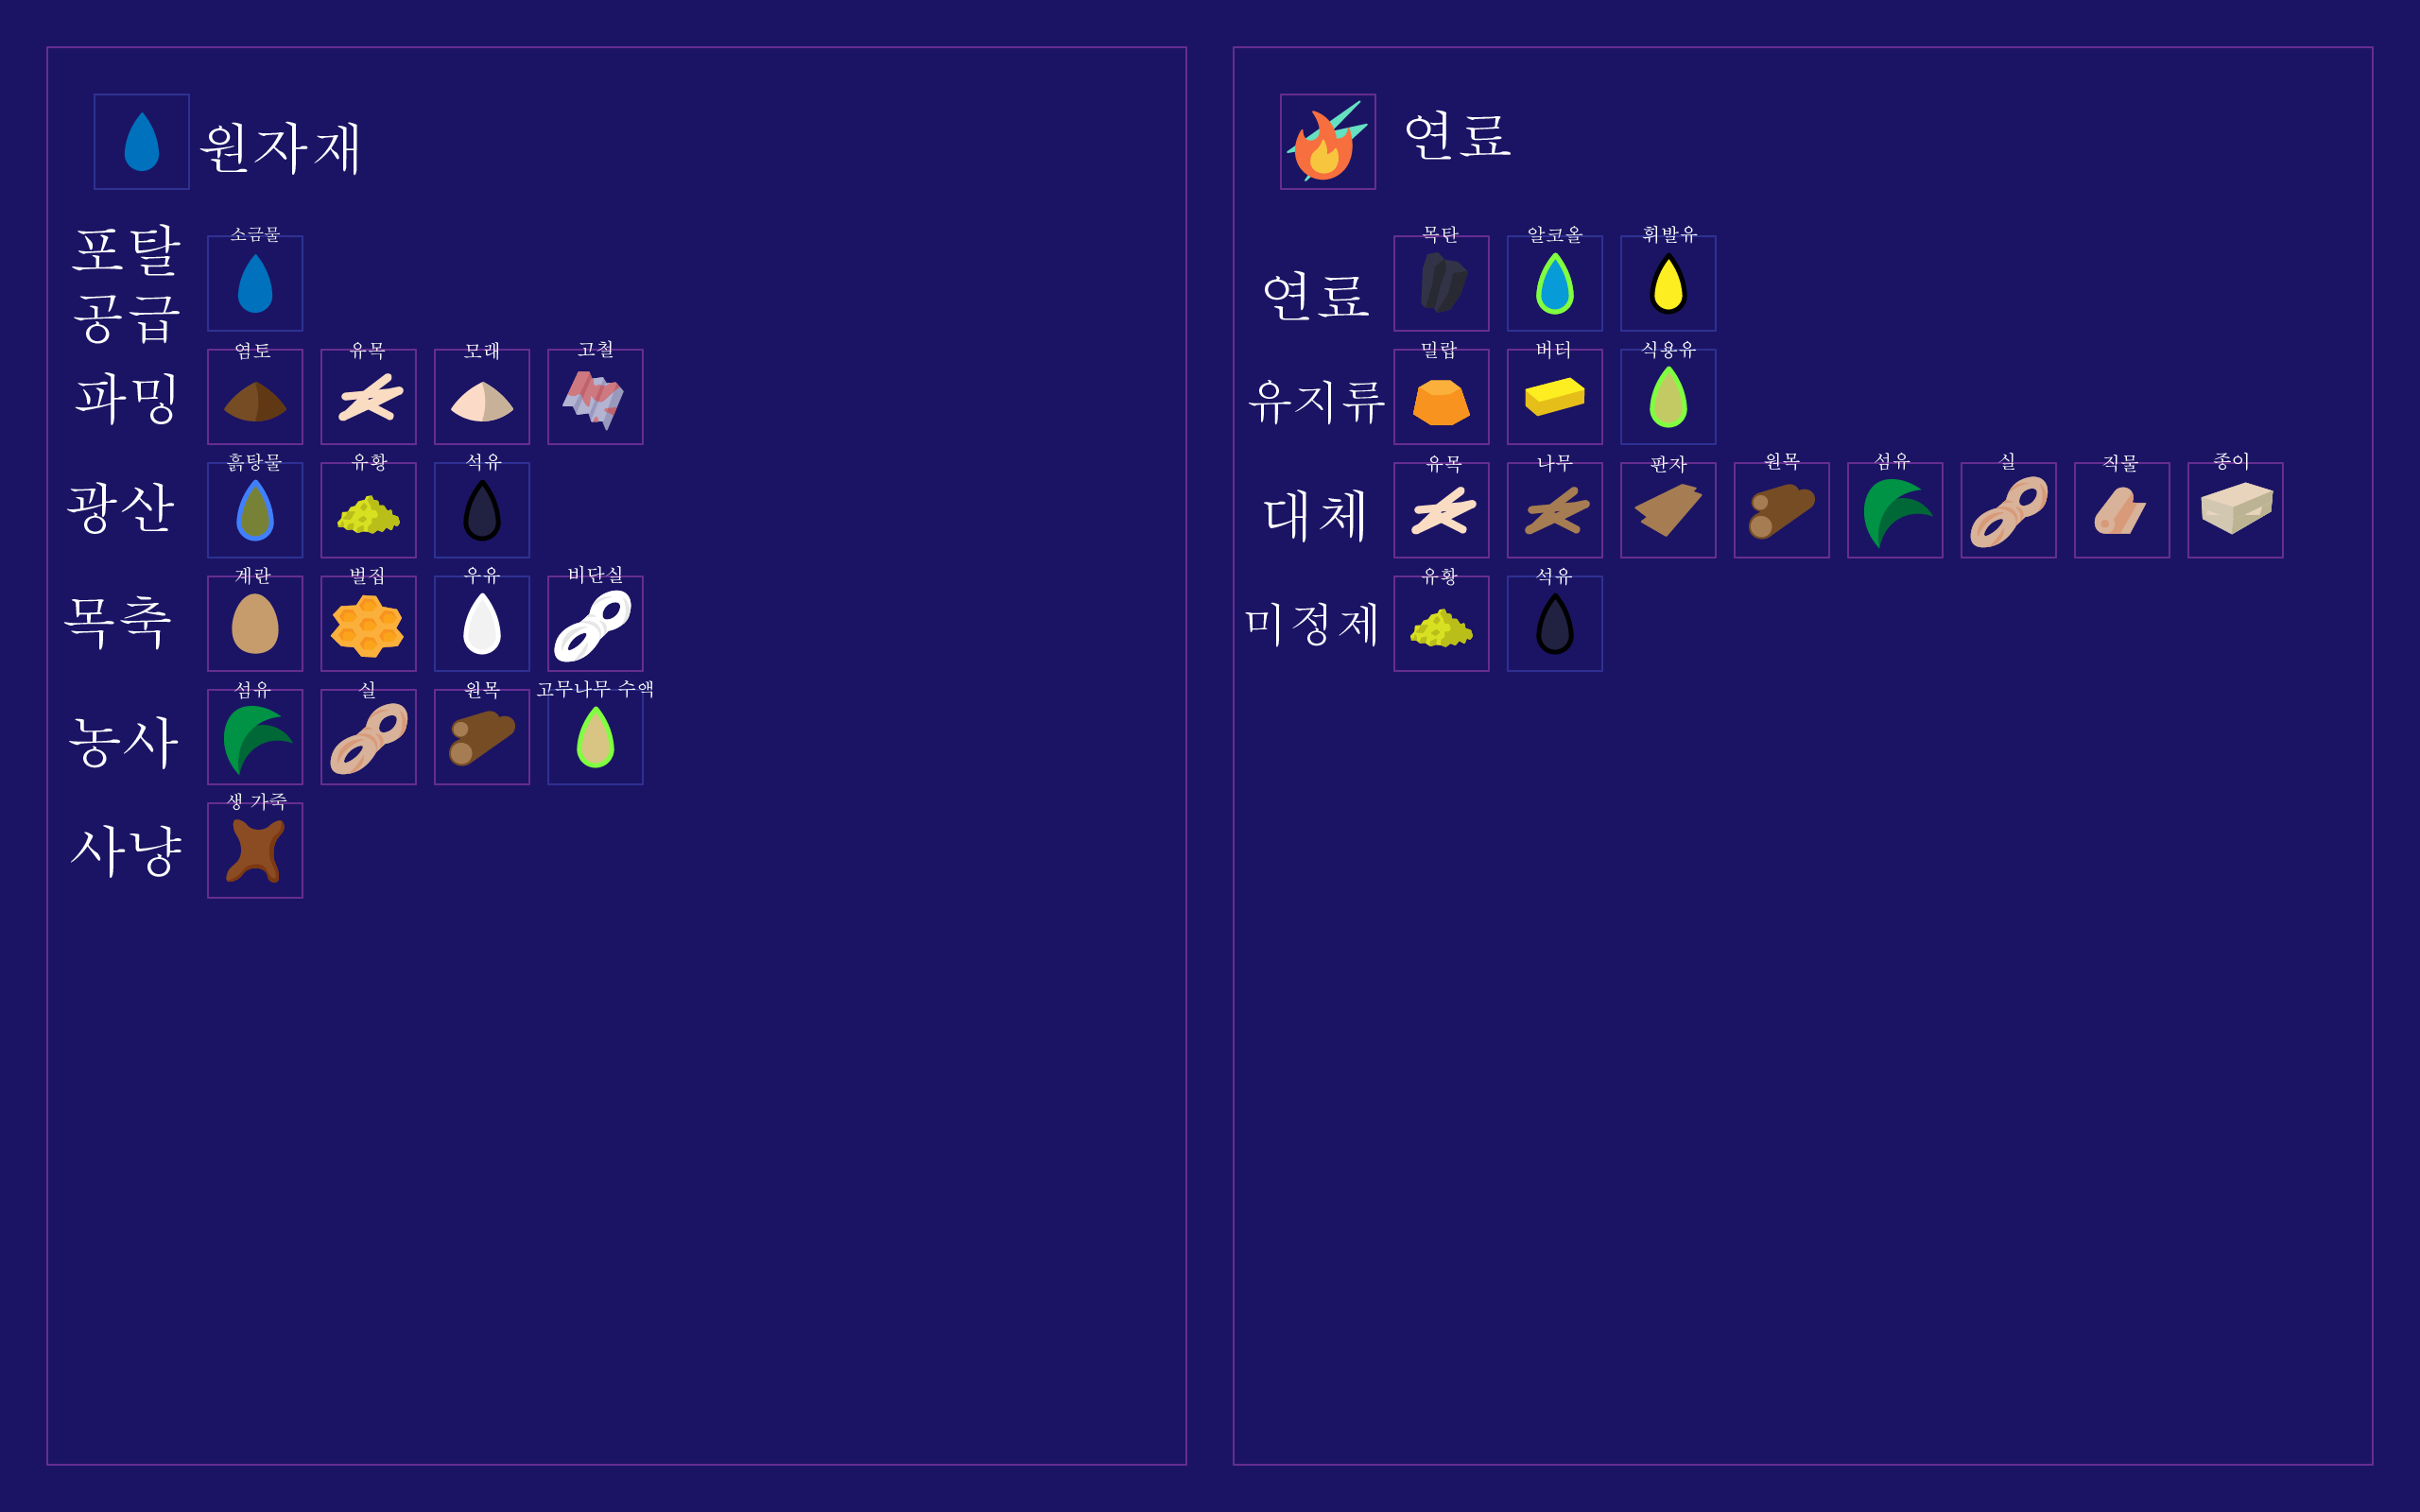 원자재
포탈
공급
소금물
파밍
염토
유목
모래
고철
광산
흙탕물
유황
석유
목축
계란
벌집
우유
비단실
농사
섬유
실
원목
고무나무 수액
사냥
생 가죽
연료
연료
목탄
알코올
휘발유
유지류
밀랍
버터
식용유
대체
유목
나무
판자
원목
섬유
실
직물
종이
미정제
유황
석유